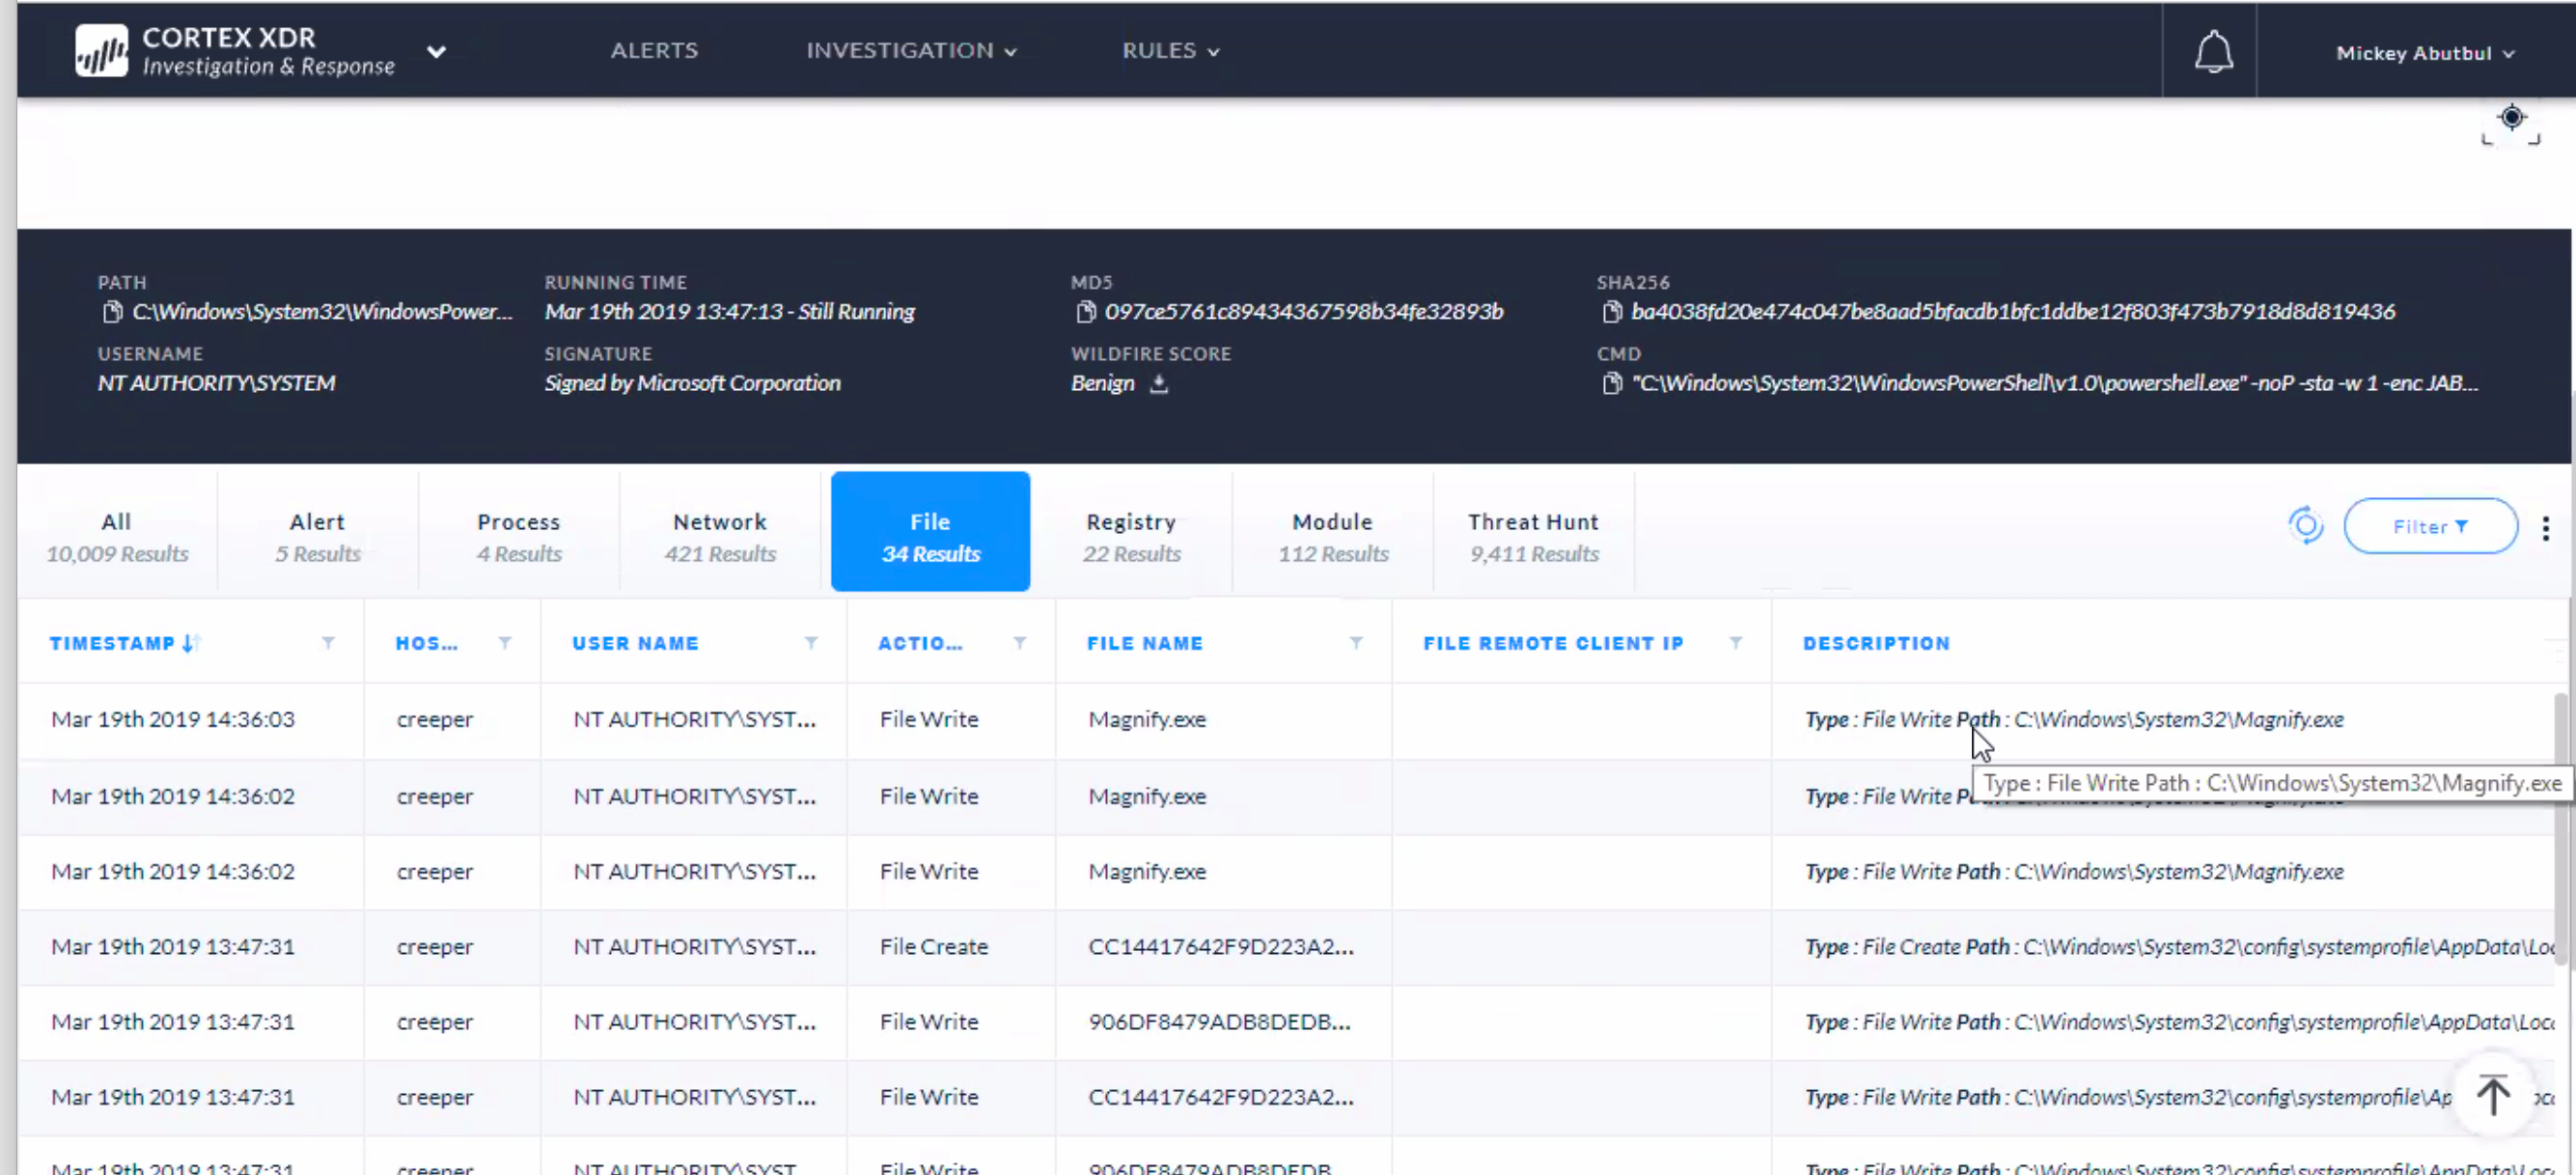 CORTEX XDR
Investigation & Response
ALERTS
INVESTIGATION
RULES
Mickey Abutbul
PATH
C:\Windows\System32\WindowsPower...
RUNNING TIME
Mar 19th 2019 13:47:13 - Still Running
MD5
097ce5761c89434367598b34fe32893b
SHA256
ba4038fd20e474c047be8aad5bfacdb1bfc1ddbe12f803f473b7918d8d819436
USERNAME
NT AUTHORITY\SYSTEM
SIGNATURE
Signed by Microsoft Corporation
WILDFIRE SCORE
Benign
CMD
"C:\Windows\System32\WindowsPowerShell\v1.0\powershell.exe" -noP -sta -w 1 -enc JAB...
All
10,009 Results
Alert
5 Results
Process
4 Results
Network
421 Results
File
34 Results
Registry
22 Results
Module
112 Results
Threat Hunt
9,411 Results
Filter
TIMESTAMP HOS... USER NAME ACTIO... FILE NAME FILE REMOTE CLIENT IP DESCRIPTION
Mar 19th 2019 14:36:03 creeper NT AUTHORITY\SYST... File Write Magnify.exe Type : File Write Path : C:\Windows\System32\Magnify.exe
Type : File Write Path : C:\Windows\System32\Magnify.exe
Mar 19th 2019 14:36:02 creeper NT AUTHORITY\SYST... File Write Magnify.exe Type : File Write
Mar 19th 2019 14:36:02 creeper NT AUTHORITY\SYST... File Write Magnify.exe Type : File Write Path : C:\Windows\System32\Magnify.exe
Mar 19th 2019 13:47:31 creeper NT AUTHORITY\SYST... File Create CC14417642F9D223A2... Type : File Create Path : C:\Windows\System32\config\systemprofile\AppData\Loc
Mar 19th 2019 13:47:31 creeper NT AUTHORITY\SYST... File Write 906DF8479ADB8DEDB... Type : File Write Path : C:\Windows\System32\config\systemprofile\AppData\Loca
Mar 19th 2019 13:47:31 creeper NT AUTHORITY\SYST... File Write CC14417642F9D223A2... Type : File Write Path : C:\Windows\System32\config\systemprofile\Ap
Mar 19th 2019 13:47:31 creeper NT AUTHORITY\SYST... File Write 906DF8479ADB8DEDB... Type : File Write Path : C:\Windows\System32\config\systemprofile\AppData\Loca